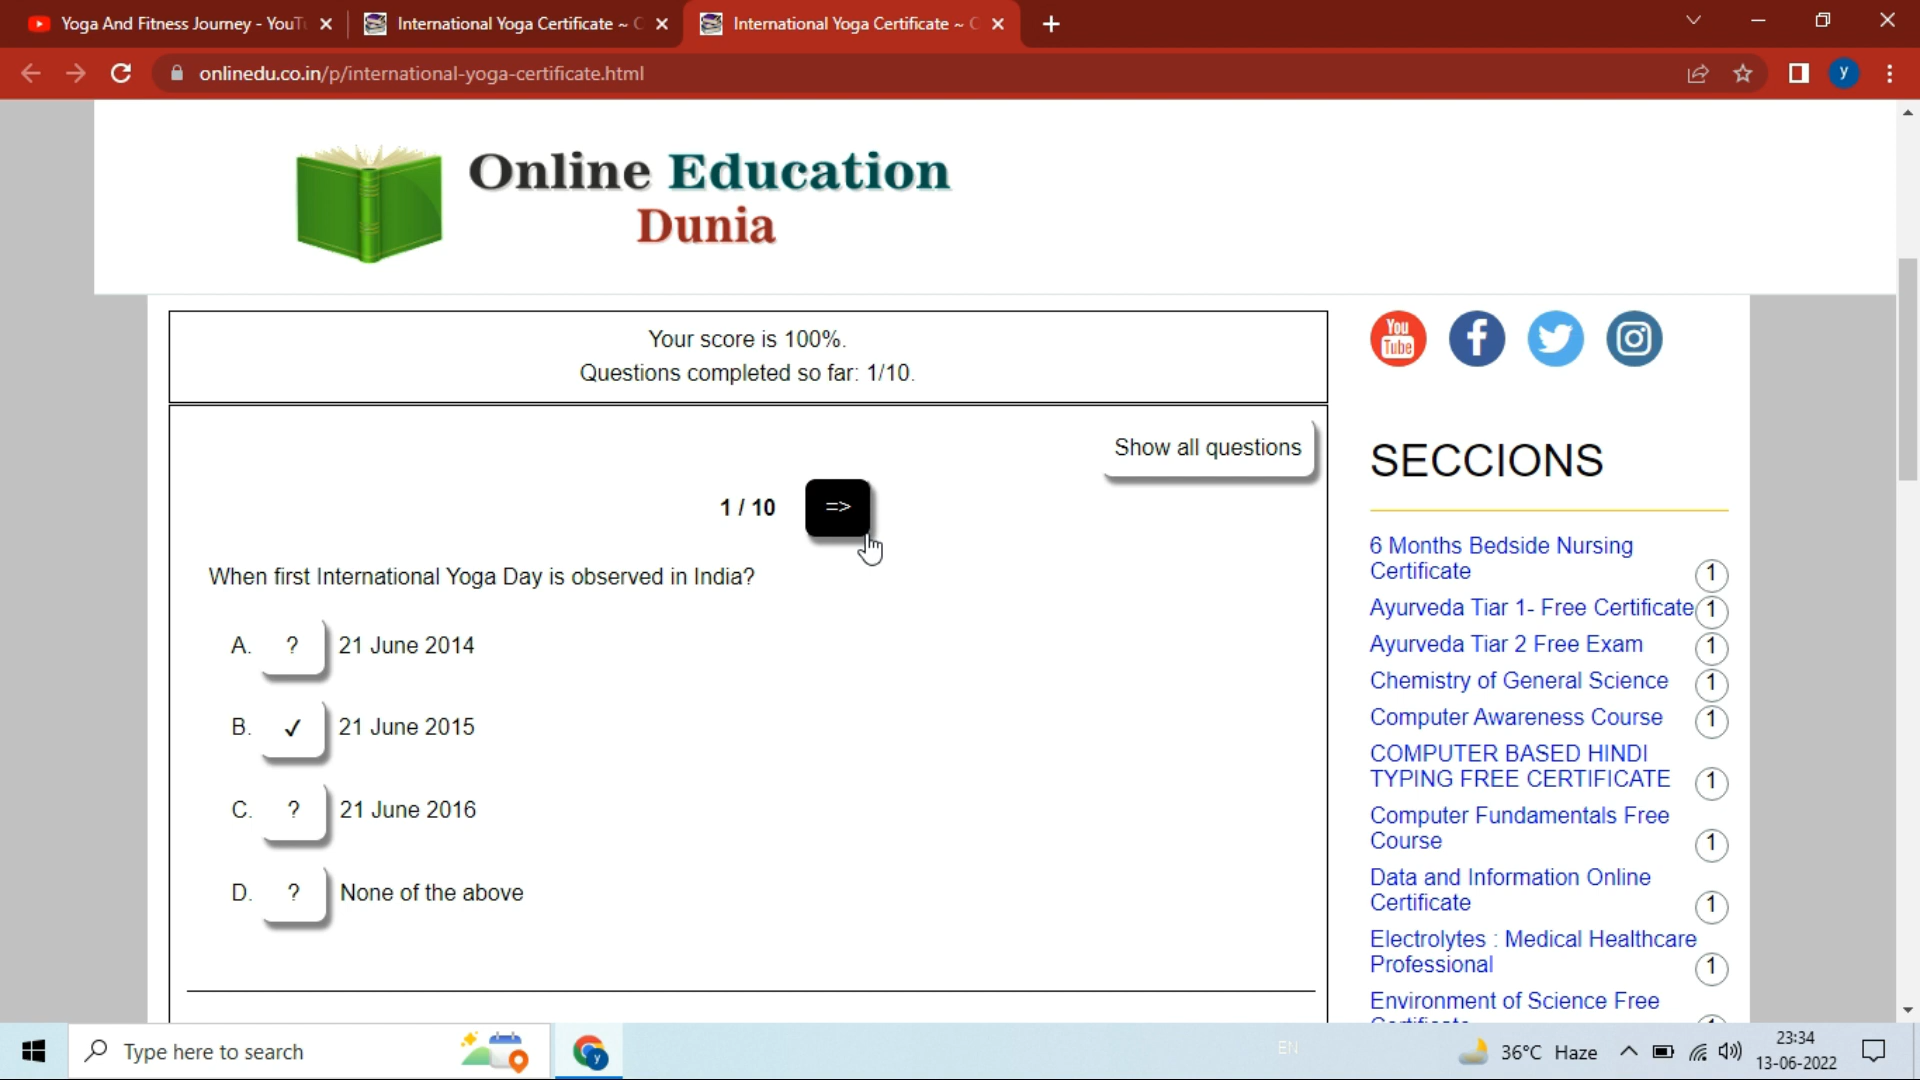 Yoga And Fitness Journey - YouTu
International Yoga Certificate ~ C
International Yoga Certificate ~ C
onlinedu.co.in/p/international-yoga-certificate.html
y
Online Education
Dunia
Your score is 100%.
Questions completed so far: 1/10.
Show all questions
1 / 10 =>
When first International Yoga Day is observed in India?
A. ? 21 June 2014
B. ✓ 21 June 2015
C. ? 21 June 2016
D. ? None of the above
You
Tube
SECCIONS
6 Months Bedside Nursing
Certificate 1
Ayurveda Tiar 1- Free Certificate 1
Ayurveda Tiar 2 Free Exam 1
Chemistry of General Science 1
Computer Awareness Course 1
COMPUTER BASED HINDI
TYPING FREE CERTIFICATE 1
Computer Fundamentals Free
Course 1
Data and Information Online
Certificate 1
Electrolytes : Medical Healthcare
Professional 1
Environment of Science Free
Type here to search
y
EN
36°C Haze
23:34
13-06-2022